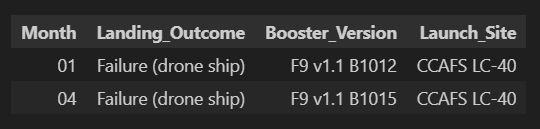 Month Landing_Outcome Booster_Version Launch_Site
01 Failure (drone ship) F9 v1.1 B1012 CCAFS LC-40
04 Failure (drone ship) F9 v1.1 B1015 CCAFS LC-40